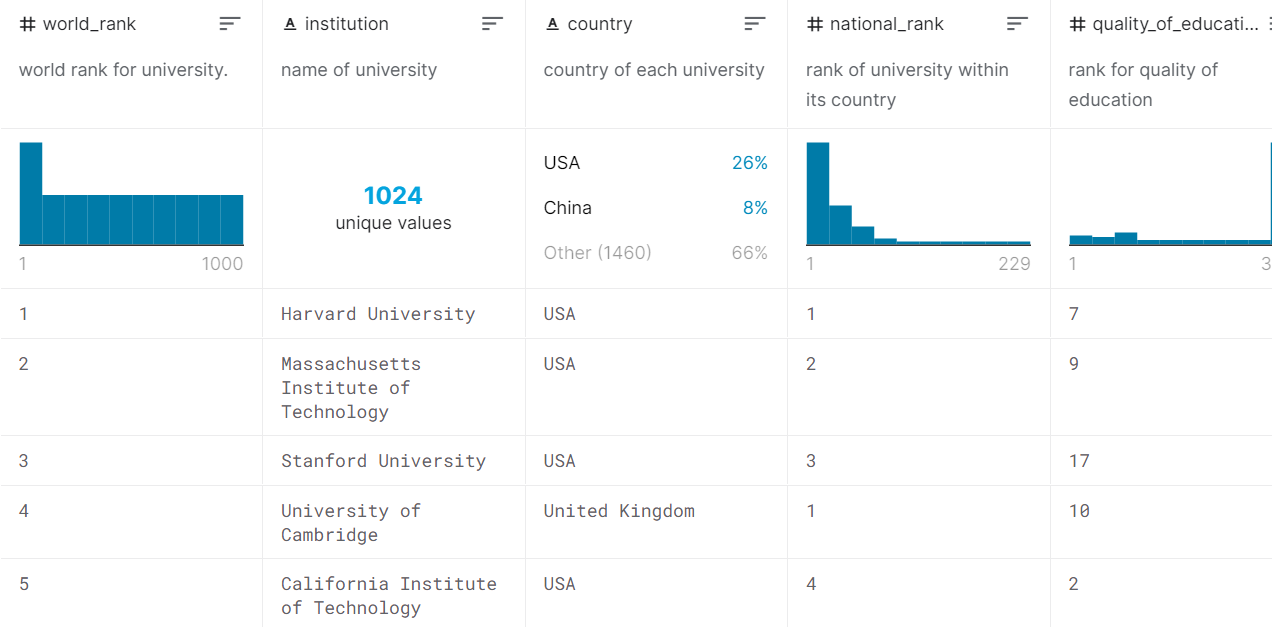 # world_rank
A institution
A country
# national_rank
# quality_of_educati...
world rank for university.
name of university
country of each university
rank of university within
its country
rank for quality of
education
1
1000
1024
unique values
USA 26%
China 8%
Other (1460) 66%
1
229
1
3
1
Harvard University
USA
1
7
2
Massachusetts
Institute of
Technology
USA
2
9
3
Stanford University
USA
3
17
4
University of
Cambridge
United Kingdom
1
10
5
California Institute
of Technology
USA
4
2